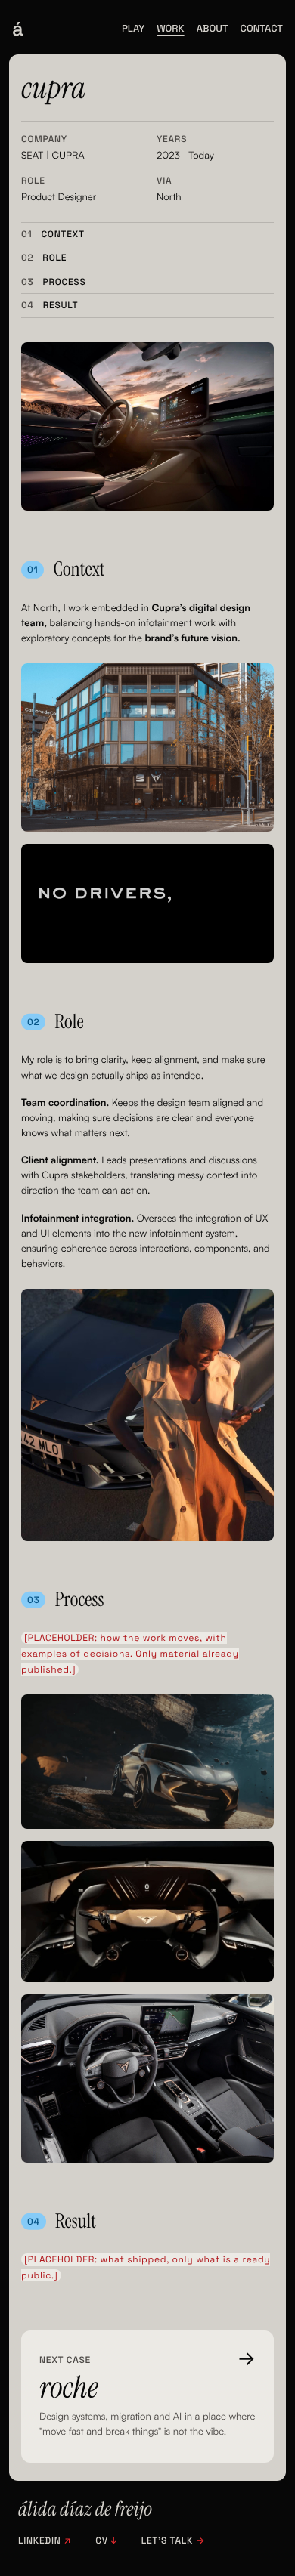 á
PLAY WORK ABOUT CONTACT
cupra
COMPANY YEARS
SEAT | CUPRA 2023—Today
ROLE VIA
Product Designer North
01 CONTEXT
02 ROLE
03 PROCESS
04 RESULT
01 Context
At North, I work embedded in Cupra's digital design
team, balancing hands-on infotainment work with
exploratory concepts for the brand's future vision.
NO DRIVERS,
02 Role
My role is to bring clarity, keep alignment, and make sure
what we design actually ships as intended.
Team coordination. Keeps the design team aligned and
moving, making sure decisions are clear and everyone
knows what matters next.
Client alignment. Leads presentations and discussions
with Cupra stakeholders, translating messy context into
direction the team can act on.
Infotainment integration. Oversees the integration of UX
and UI elements into the new infotainment system,
ensuring coherence across interactions, components, and
behaviors.
42 MLO
03 Process
[PLACEHOLDER: how the work moves, with
examples of decisions. Only material already
published.]
04 Result
[PLACEHOLDER: what shipped, only what is already
public.]
NEXT CASE →
roche
Design systems, migration and AI in a place where
"move fast and break things" is not the vibe.
álida díaz de freijo
LINKEDIN ↗ CV ↓ LET'S TALK →